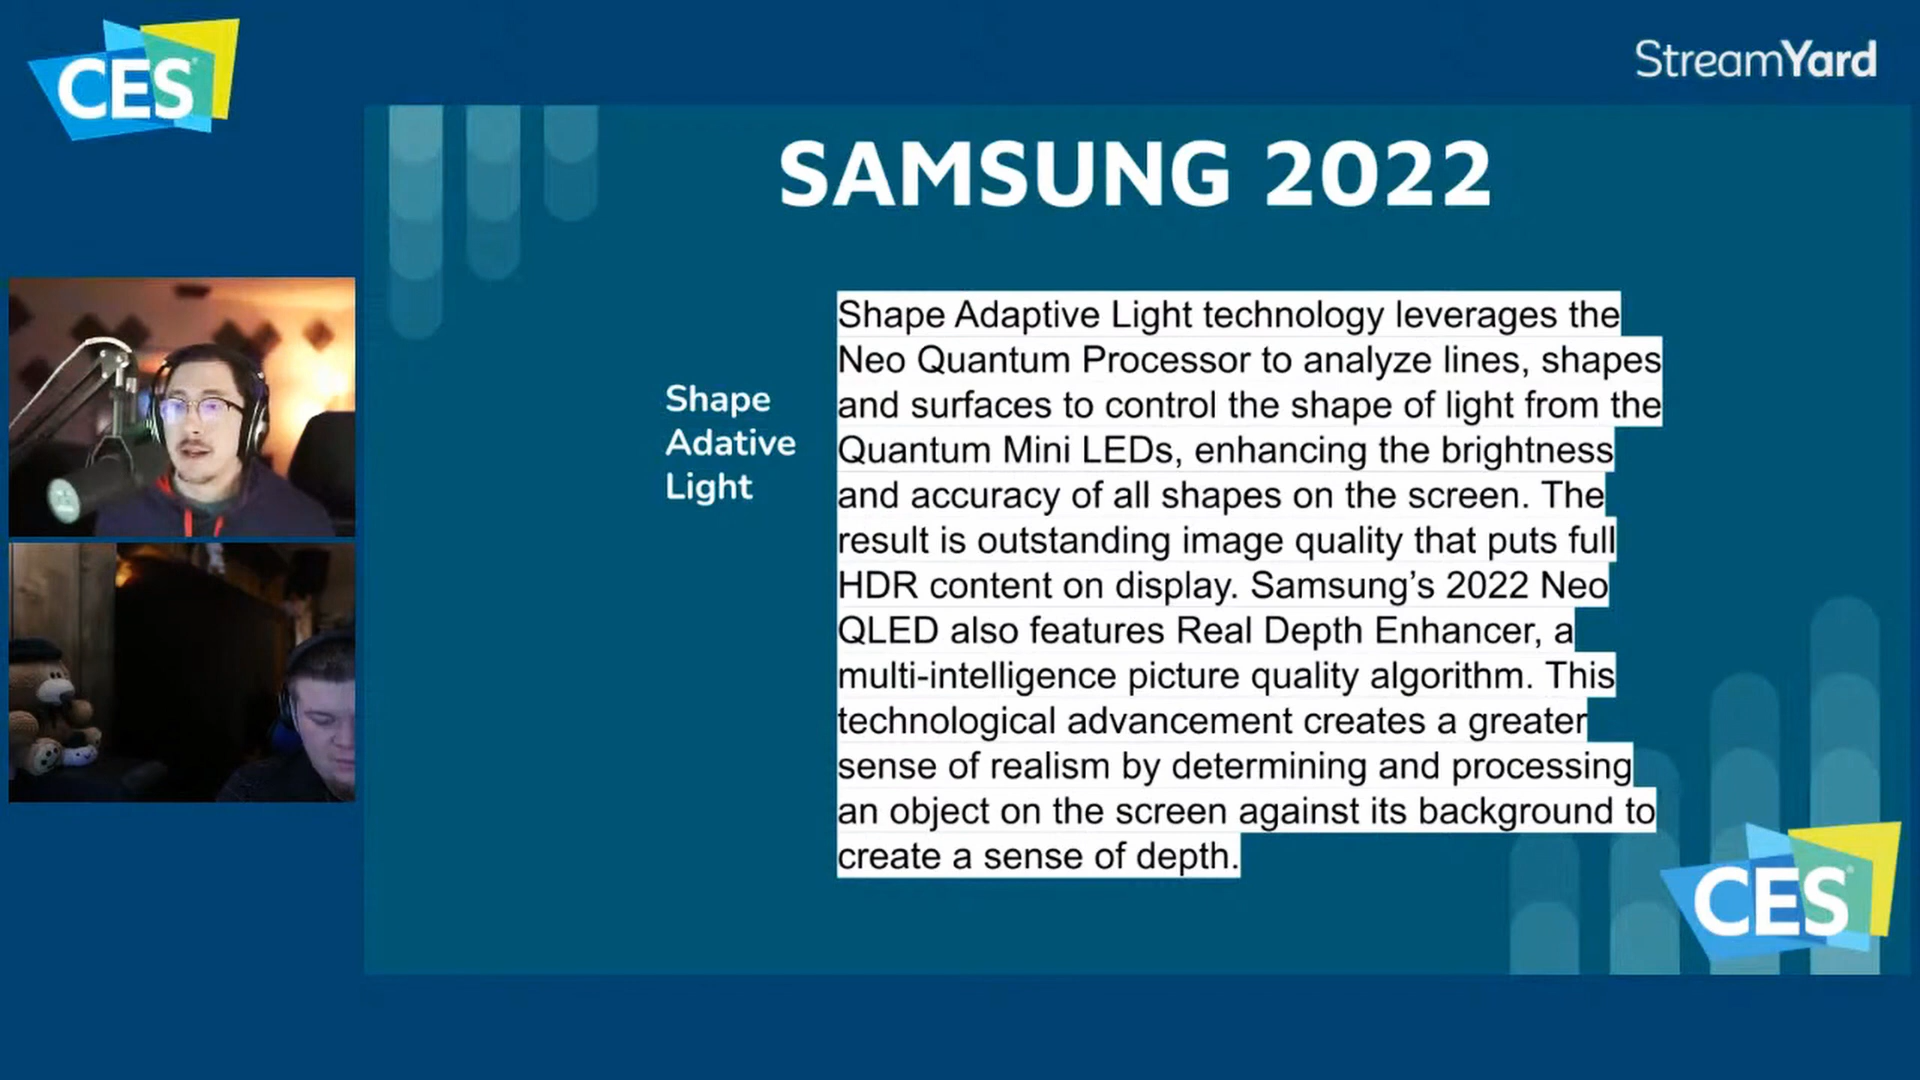 CES
StreamYard
SAMSUNG 2022
Shape
Adative
Light
Shape Adaptive Light technology leverages the
Neo Quantum Processor to analyze lines, shapes
and surfaces to control the shape of light from the
Quantum Mini LEDs, enhancing the brightness
and accuracy of all shapes on the screen. The
result is outstanding image quality that puts full
HDR content on display. Samsung’s 2022 Neo
QLED also features Real Depth Enhancer, a
multi-intelligence picture quality algorithm. This
technological advancement creates a greater
sense of realism by determining and processing
an object on the screen against its background to
create a sense of depth.
CES